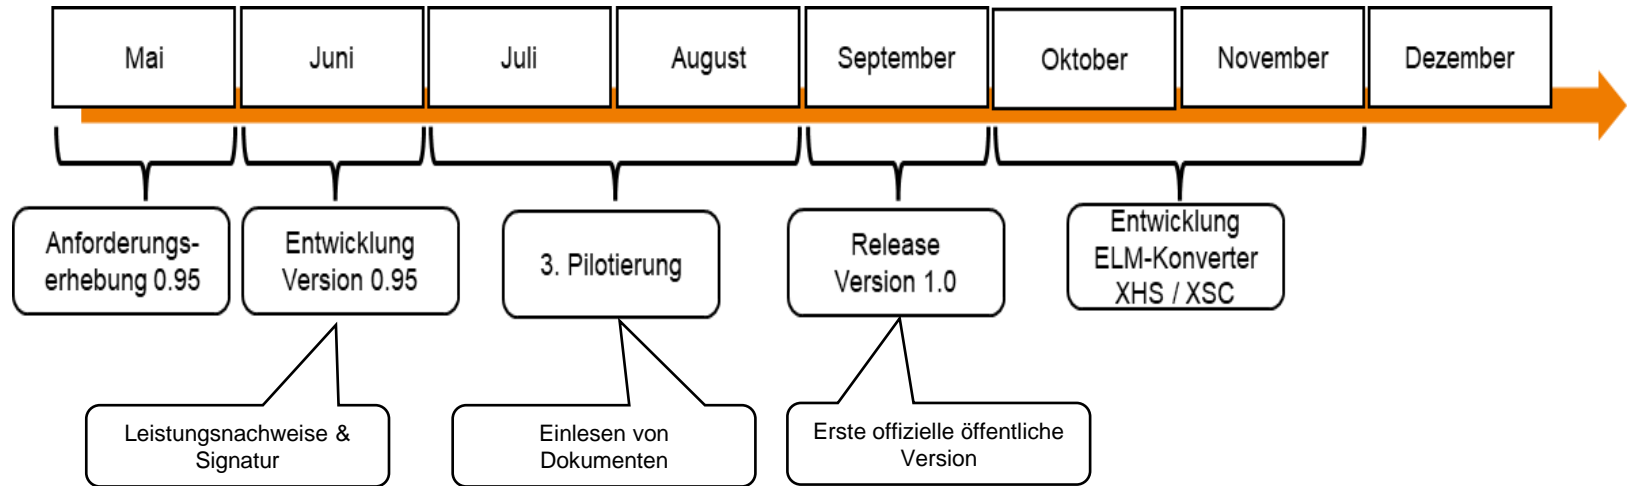 Mai
Juni
Juli
August
September
Oktober
November
Dezember
Anforderungs-
erhebung 0.95
Entwicklung
Version 0.95
3. Pilotierung
Release
Version 1.0
Entwicklung
ELM-Konverter
XHS / XSC
Leistungsnachweise &
Signatur
Einlesen von
Dokumenten
Erste offizielle öffentliche
Version